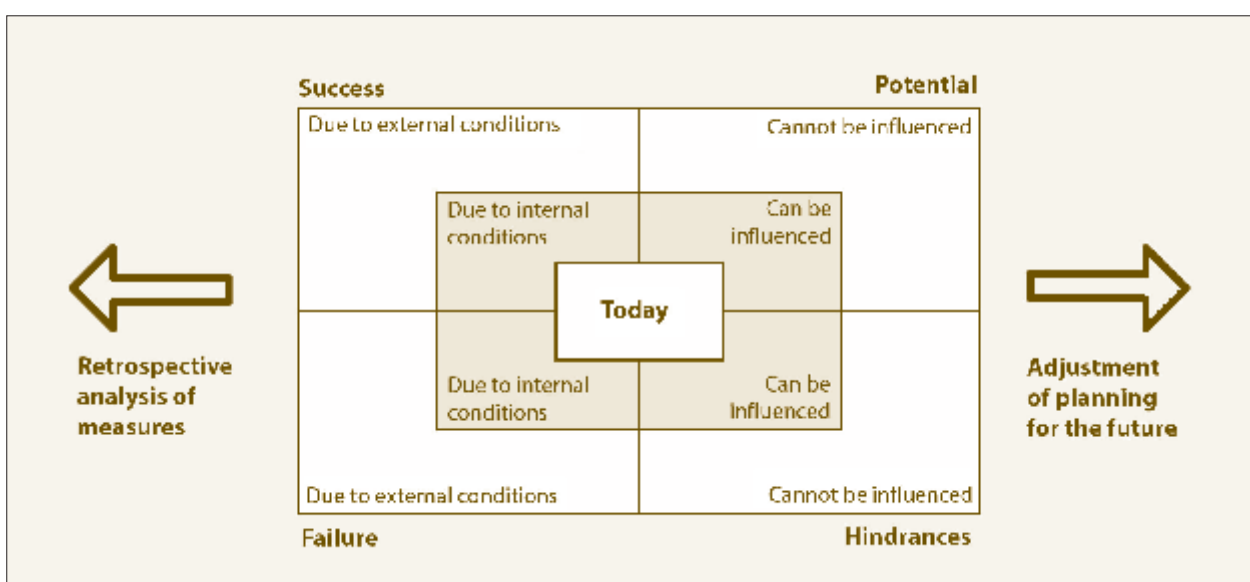 Success
Potential
Due to external conditions
Cannot be influenced
Due to internal
conditions
Can be
influenced
Today
Retrospective
analysis of
measures
Adjustment
of planning
for the future
Due to internal
conditions
Can be
Influenced
Due to external conditions
Cannot be influenced
Failure
Hindrances